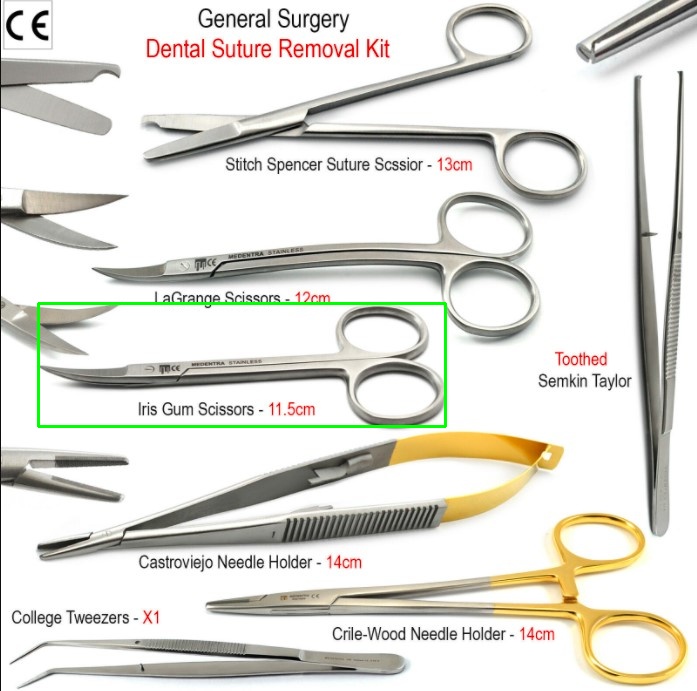 CE
General Surgery
Dental Suture Removal Kit
Stitch Spencer Suture Scssior - 13cm
MEDENTRA STAINLESS
CE
LaGrange Scissors - 12cm
MEDENTRA STAINLESS
CE
Iris Gum Scissors - 11.5cm
Toothed
Semkin Taylor
Castroviejo Needle Holder - 14cm
College Tweezers - X1
Crile-Wood Needle Holder - 14cm